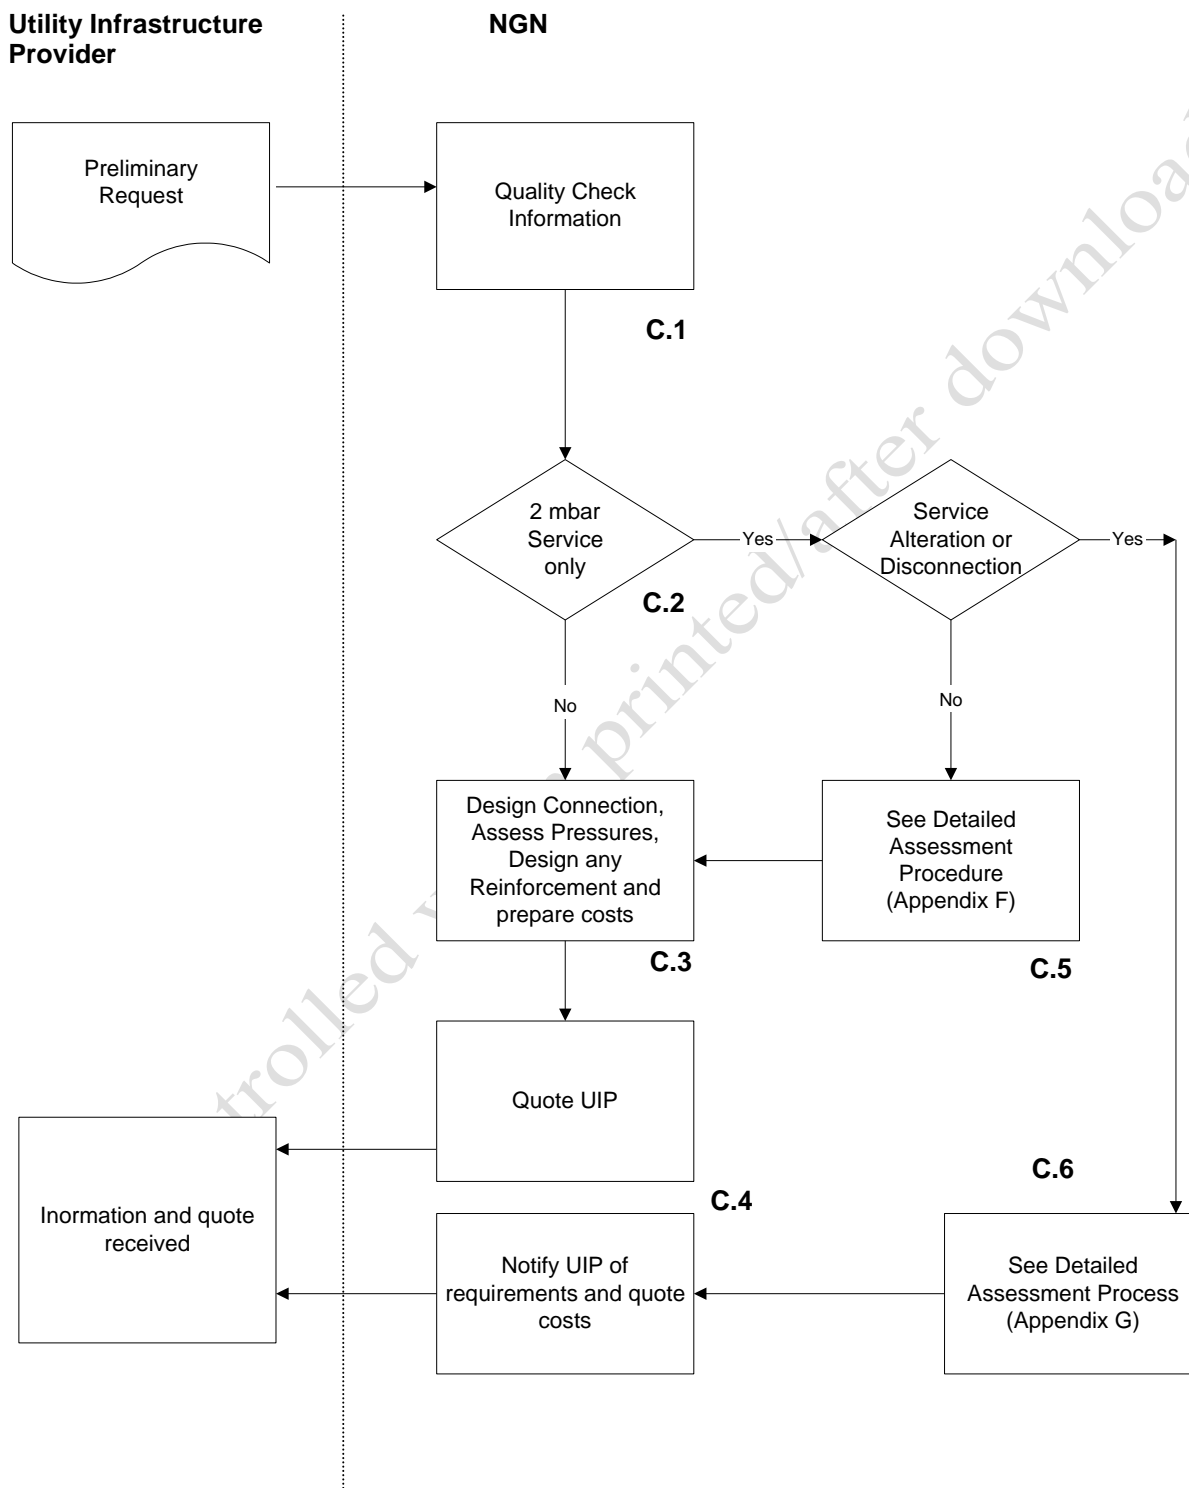 Utility Infrastructure
Provider
NGN
Preliminary
Request
Quality Check
Information
C.1
2 mbar
Service
only
Yes
Service
Alteration or
Disconnection
Yes
C.2
No
No
Design Connection,
Assess Pressures,
Design any
Reinforcement and
prepare costs
See Detailed
Assessment
Procedure
(Appendix F)
C.3
C.5
Quote UIP
C.6
C.4
Inormation and quote
received
Notify UIP of
requirements and quote
costs
See Detailed
Assessment Process
(Appendix G)
printed/after